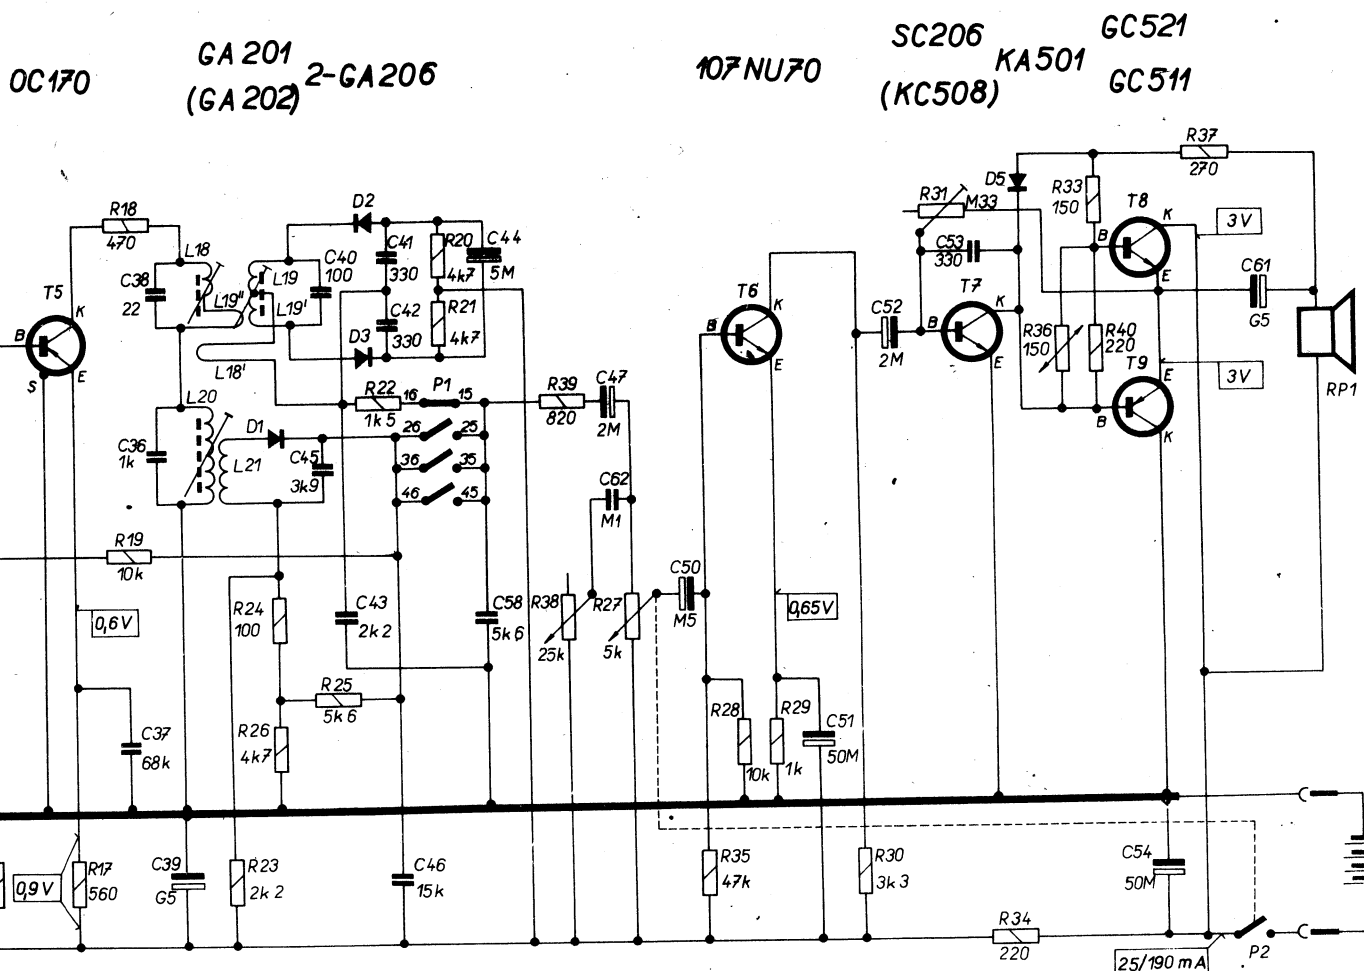 OC170
GA201
(GA202)
2-GA206
107NU70
SC206
(KC508)
KA501
GC521
GC511
R18
470
L18
C38
22
L19"
L19
L19'
C40
100
D2
C41
330
R20
4k7
C44
5M
C42
330
R21
4k7
D3
T5
K
B
E
S
L18'
L20
C36
1k
L21
D1
C45
3k9
R22
1k5
P1
16
15
26
25
36
35
46
45
R39
820
C47
2M
C62
M1
R19
10k
0,6V
R24
100
C43
2k2
C58
5k6
R38
25k
R27
5k
C50
M5
R25
5k6
R26
4k7
C37
68k
R17
560
0,9V
C39
G5
R23
2k2
C46
15k
T6
K
B
E
0,65V
R28
10k
R29
1k
C51
50M
R35
47k
R30
3k3
C52
2M
R31
M33
C53
330
D5
T7
K
B
E
R33
150
R36
150
R40
220
T8
K
B
E
3V
T9
E
B
K
3V
R37
270
C61
G5
RP1
C54
50M
R34
220
25/190 mA
P2